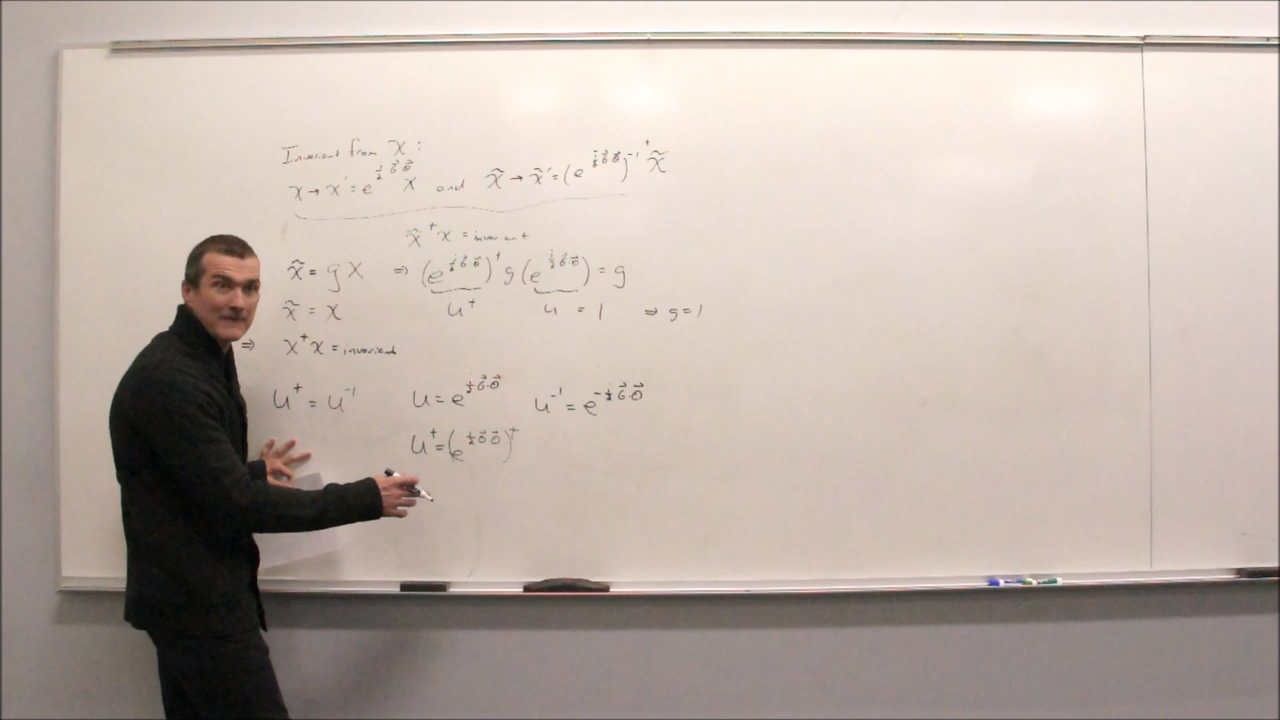 Invariant from χ :
χ → χ' = e^{i/2 σ⃗·θ⃗} χ and χ̃ → χ̃' = (e^{i/2 σ⃗·θ⃗})^{-1 †} χ̃
χ̃^† · χ = invariant
χ̃ = g χ ⇒ (e^{i/2 σ⃗·θ⃗})^† g (e^{i/2 σ⃗·θ⃗}) = g
χ̃ = χ u^† u = 1 ⇒ g = 1
⇒ χ^† χ = invariant
u^† = u^{-1} u = e^{i/2 σ⃗·θ⃗} u^{-1} = e^{-i/2 σ⃗·θ⃗}
u^† = (e^{i/2 σ⃗·θ⃗})^†